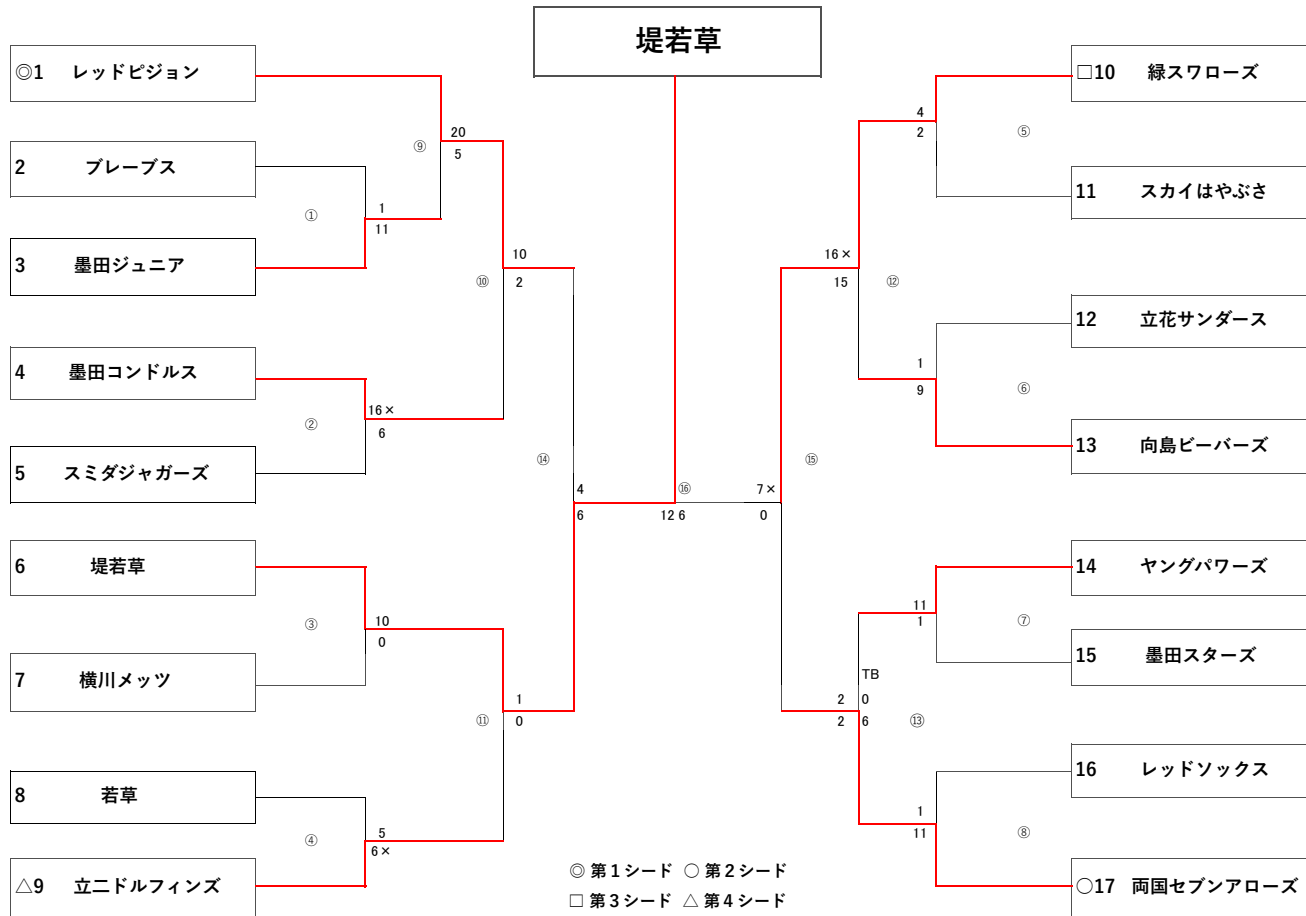 堤若草
◎1 レッドピジョン
2 ブレーブス
3 墨田ジュニア
4 墨田コンドルス
5 スミダジャガーズ
6 堤若草
7 横川メッツ
8 若草
△9 立二ドルフィンズ
①
1
11
②
16×
6
③
10
0
④
5
6×
⑨
20
5
⑩
10
2
⑪
1
0
⑭
4
6
⑯
12 6
⑮
7×
0
⑫
16×
15
⑬
TB
2 0
2 6
⑤
4
2
⑥
1
9
⑦
11
1
⑧
1
11
□10 緑スワローズ
11 スカイはやぶさ
12 立花サンダース
13 向島ビーバーズ
14 ヤングパワーズ
15 墨田スターズ
16 レッドソックス
○17 両国セブンアローズ
◎ 第1シード ○ 第2シード
□ 第3シード △ 第4シード